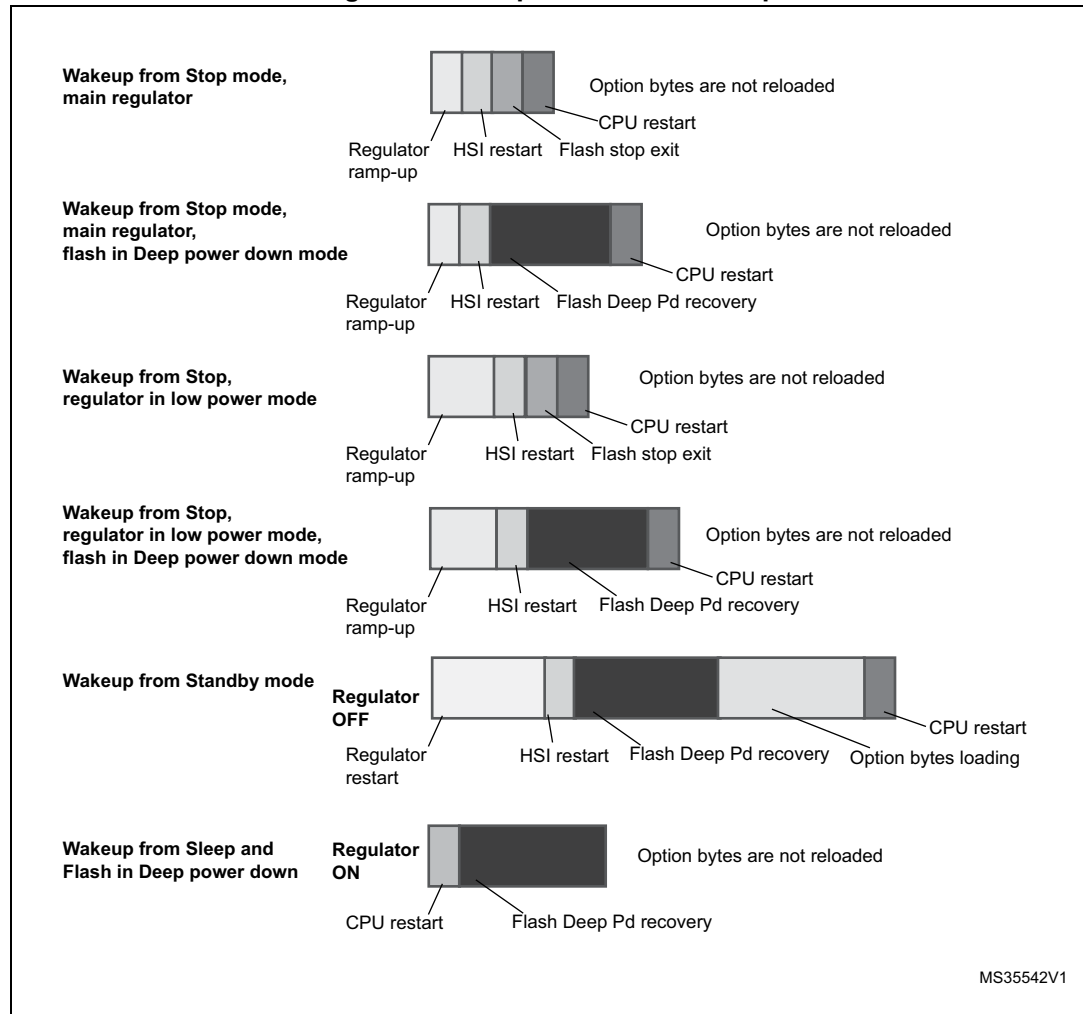 Wakeup from Stop mode,
main regulator
Option bytes are not reloaded
CPU restart
Regulator
ramp-up
HSI restart
Flash stop exit
Wakeup from Stop mode,
main regulator,
flash in Deep power down mode
Option bytes are not reloaded
CPU restart
Regulator
ramp-up
HSI restart
Flash Deep Pd recovery
Wakeup from Stop,
regulator in low power mode
Option bytes are not reloaded
CPU restart
Regulator
ramp-up
HSI restart
Flash stop exit
Wakeup from Stop,
regulator in low power mode,
flash in Deep power down mode
Option bytes are not reloaded
CPU restart
Regulator
ramp-up
HSI restart
Flash Deep Pd recovery
Wakeup from Standby mode
Regulator
OFF
CPU restart
Regulator
restart
HSI restart
Flash Deep Pd recovery
Option bytes loading
Wakeup from Sleep and
Flash in Deep power down
Regulator
ON
Option bytes are not reloaded
CPU restart
Flash Deep Pd recovery
MS35542V1